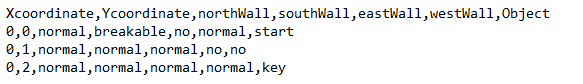 Xcoordinate,Ycoordinate,northWall,southWall,eastWall,westWall,Object
0,0,normal,breakable,no,normal,start
0,1,normal,normal,normal,no,no
0,2,normal,normal,normal,normal,key